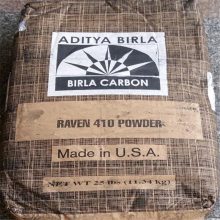 ADITYA BIRLA
BIRLA CARBON
RAVEN 410 POWDER
Made in U.S.A.
NET WT 25 lbs (11.34 kg)